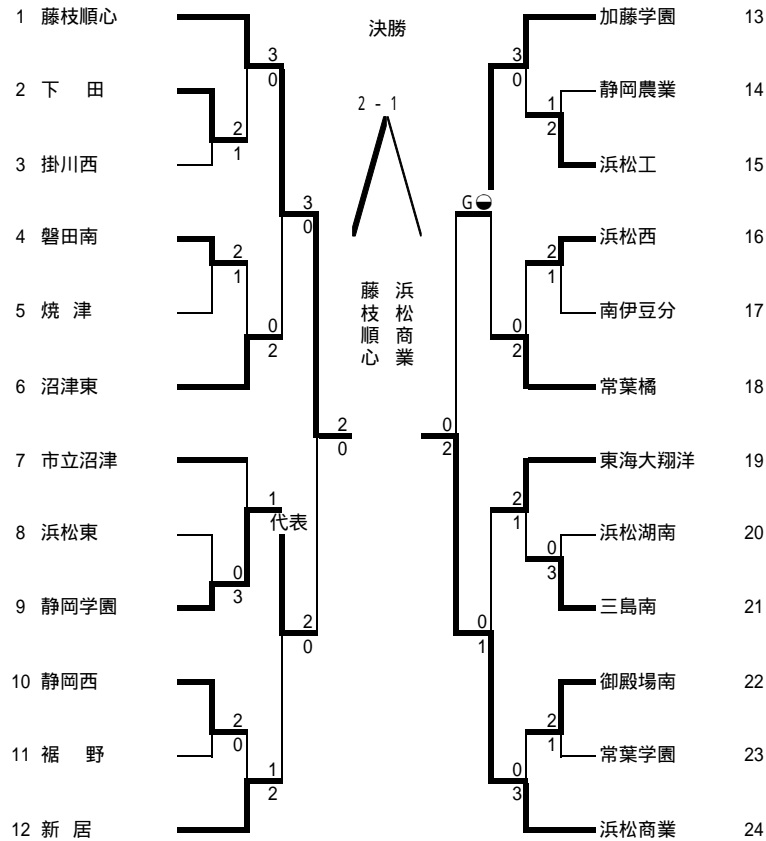 決勝
2 - 1
藤枝順心
浜松商業
1 藤枝順心
2 下 田
3 掛川西
4 磐田南
5 焼 津
6 沼津東
7 市立沼津
8 浜松東
9 静岡学園
10 静岡西
11 裾 野
12 新 居
3
0
2
1
3
0
2
1
0
2
2
0
1
代表
0
3
2
0
2
0
1
2
加藤学園 13
静岡農業 14
浜松工 15
浜松西 16
南伊豆分 17
常葉橘 18
東海大翔洋 19
浜松湖南 20
三島南 21
御殿場南 22
常葉学園 23
浜松商業 24
3
0
1
2
G
2
1
0
2
0
2
2
1
0
3
0
1
2
1
0
3